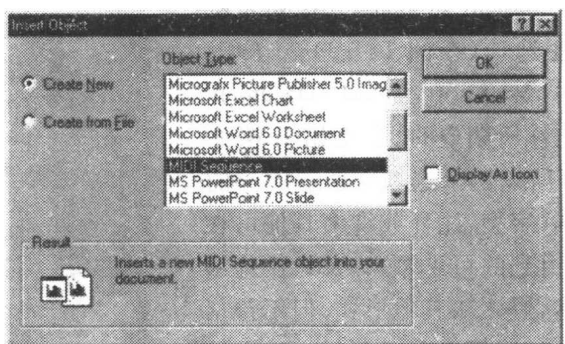 Insert Object
Object Type:
Create New
Create from File
Micrografx Picture Publisher 5.0 Imag
Microsoft Excel Chart
Microsoft Excel Worksheet
Microsoft Word 6.0 Document
Microsoft Word 6.0 Picture
MIDI Sequence
MS PowerPoint 7.0 Presentation
MS PowerPoint 7.0 Slide
OK
Cancel
Display As Icon
Result
Inserts a new MIDI Sequence object into your
document.